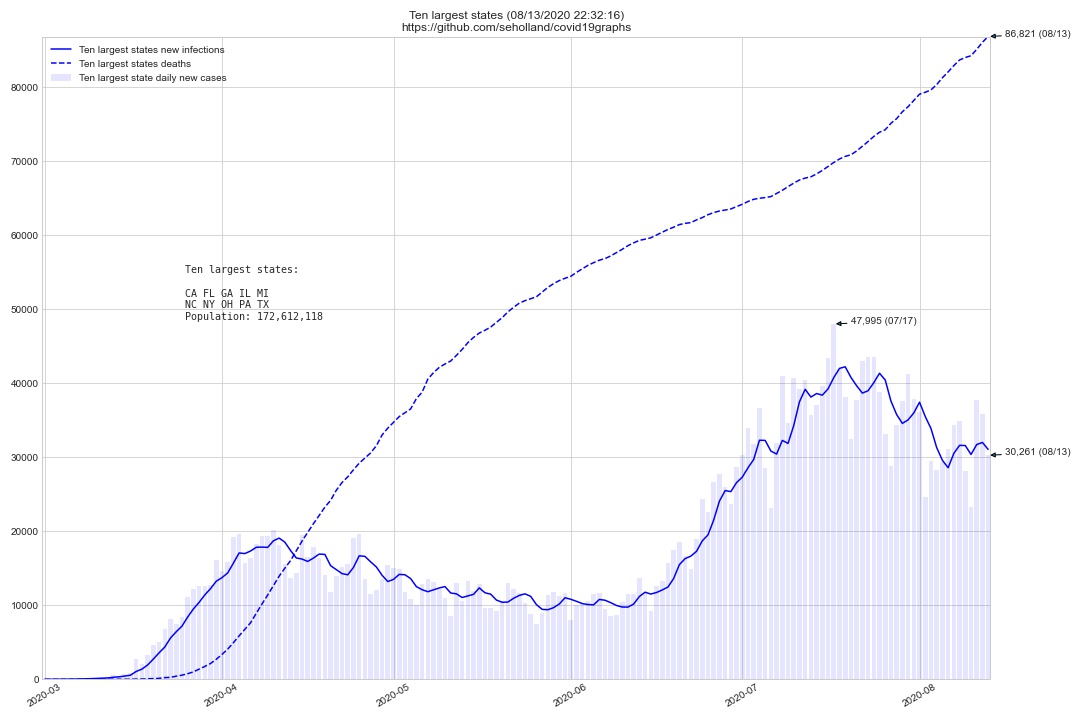 Ten largest states (08/13/2020 22:32:16)
https://github.com/seholland/covid19graphs
86,821 (08/13)
Ten largest states new infections
Ten largest states deaths
Ten largest state daily new cases
80000
70000
60000
Ten largest states:
CA FL GA IL MI
NC NY OH PA TX
Population: 172,612,118
50000
47,995 (07/17)
40000
30000
30,261 (08/13)
20000
10000
0
2020-03
2020-04
2020-05
2020-06
2020-07
2020-08